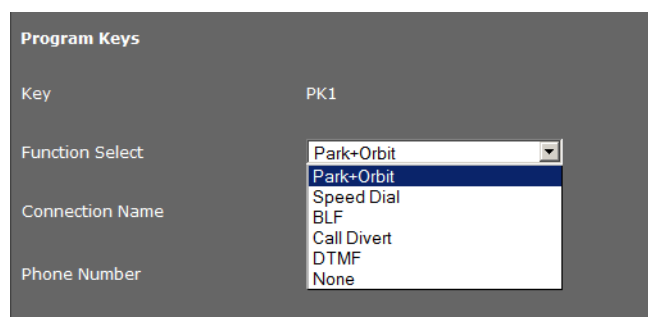 Program Keys
Key PK1
Function Select Park+Orbit
Park+Orbit
Speed Dial
Connection Name
BLF
Call Divert
DTMF
Phone Number
None